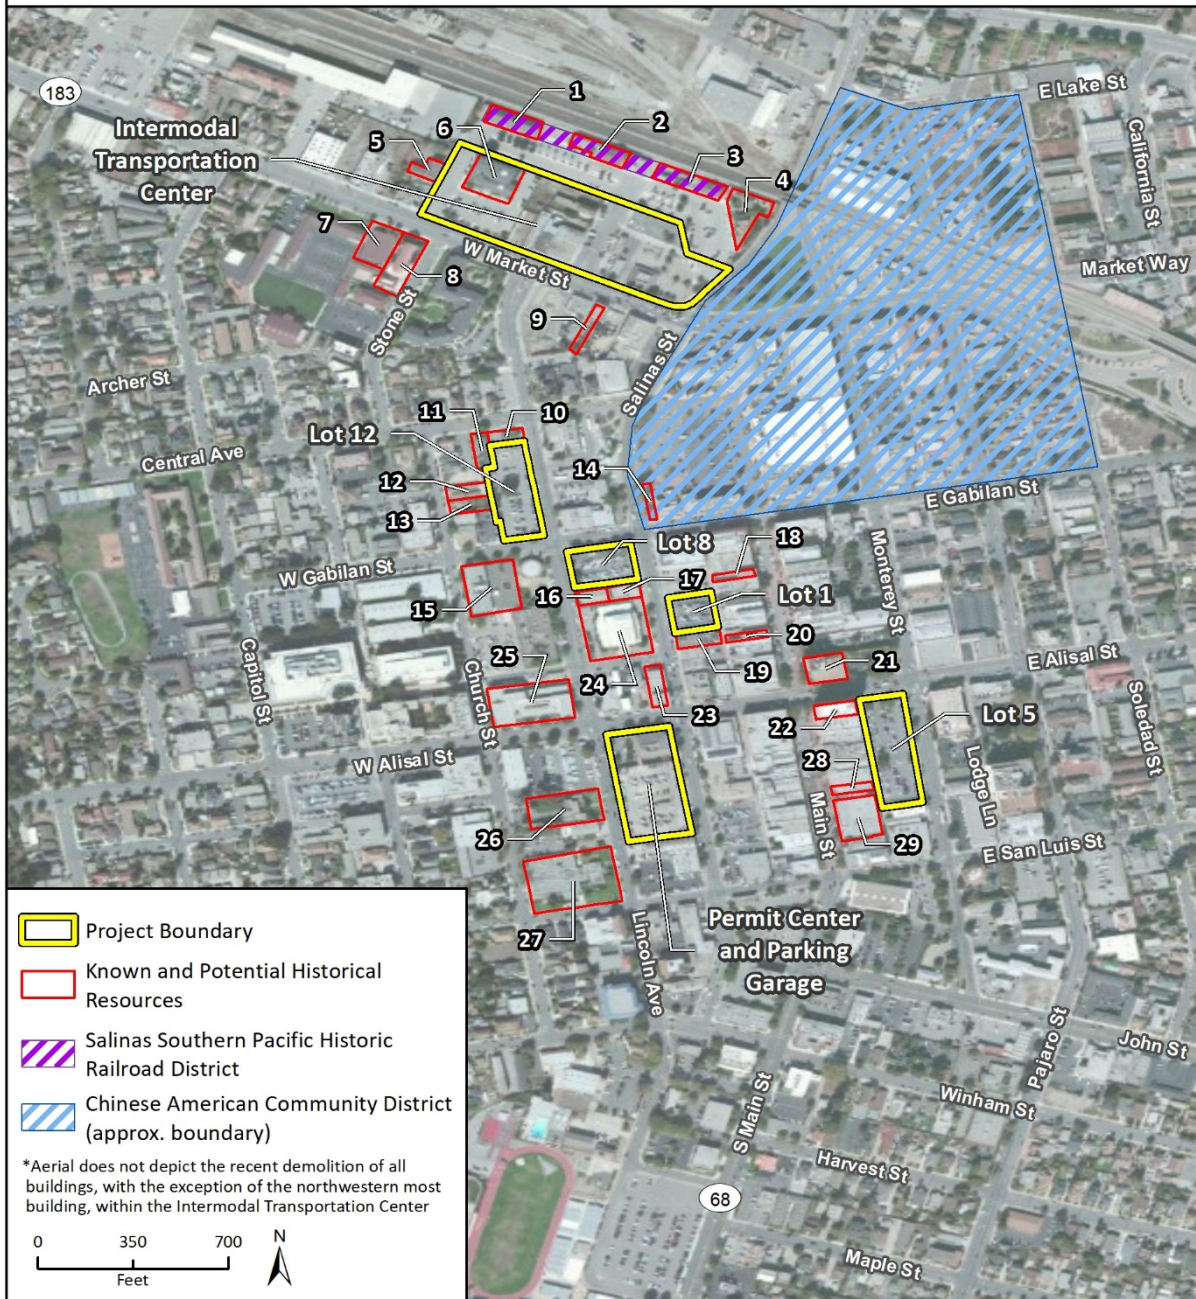 183
1
2
3
4
5
6
Intermodal
Transportation
Center
E Lake St
California St
Market Way
7
8
W Market St
Stone St
9
Salinas St
Archer St
Central Ave
11
10
Lot 12
12
13
14
E Gabilan St
W Gabilan St
Lot 8
18
Monterey St
15
16
17
Lot 1
20
19
21
E Alisal St
Capitol St
25
Church St
24
23
22
Lot 5
Soledad St
W Alisal St
28
Lodge Ln
26
Main St
29
E San Luis St
27
Lincoln Ave
Permit Center
and Parking
Garage
John St
Pajaro St
Winham St
S Main St
Harvest St
68
Maple St
Project Boundary
Known and Potential Historical
Resources
Salinas Southern Pacific Historic
Railroad District
Chinese American Community District
(approx. boundary)
*Aerial does not depict the recent demolition of all
buildings, with the exception of the northwestern most
building, within the Intermodal Transportation Center
0 350 700
Feet
N